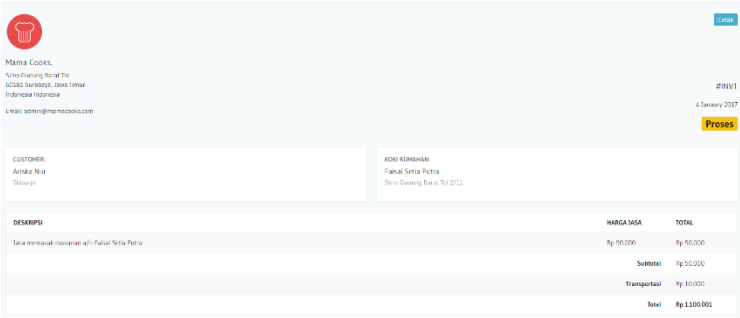 Cetak
Mama Cooks.
Simo Gunung Barat Tol
60181 Surabaya, Jawa Timur
Indonesia Indonesia
Email: admin@mamacooks.com
#INV1
4 January 2017
Proses
CUSTOMER:
Ariska Nur
Sidoarjo
KOKI RUMAHAN:
Faisal Setia Putra
Simo Gunung Barat Tol 2/11
DESKRIPSI HARGA JASA TOTAL
Jasa memasak makanan a/n Faisal Setia Putra Rp 50.000 Rp 50.000
Subtotal Rp 50.000
Transportasi Rp 10.000
Total Rp 1.100.001